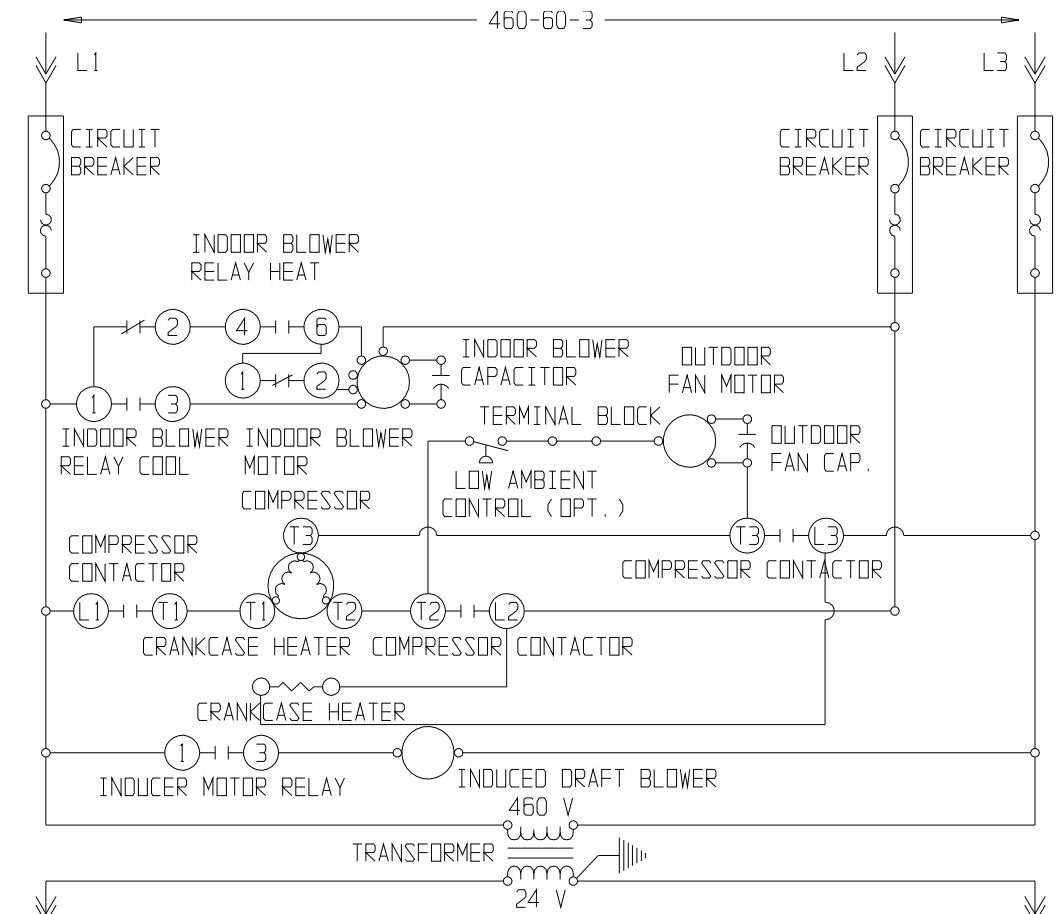 460-60-3
L1
L2
L3
CIRCUIT
BREAKER
CIRCUIT
BREAKER
CIRCUIT
BREAKER
INDOOR BLOWER
RELAY HEAT
2
4
6
1
2
INDOOR BLOWER
CAPACITOR
OUTDOOR
FAN MOTOR
1
3
INDOOR BLOWER
RELAY COOL
INDOOR BLOWER
MOTOR
TERMINAL BLOCK
OUTDOOR
FAN CAP.
LOW AMBIENT
CONTROL (OPT.)
COMPRESSOR
T3
T3
L3
COMPRESSOR
CONTACTOR
COMPRESSOR CONTACTOR
L1
T1
T1
T2
T2
L2
CRANKCASE HEATER
COMPRESSOR CONTACTOR
CRANKCASE HEATER
1
3
INDUCER MOTOR RELAY
INDUCED DRAFT BLOWER
460 V
TRANSFORMER
24 V